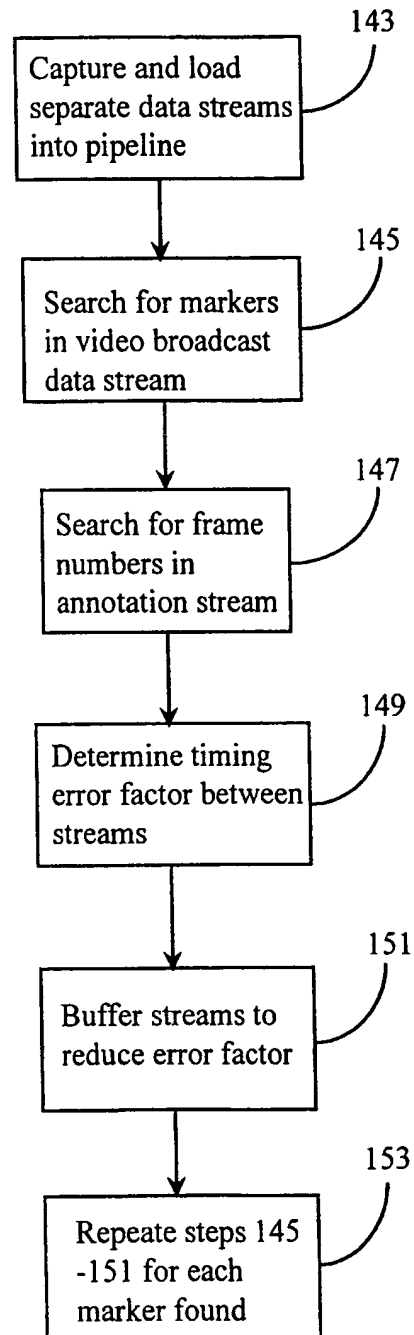 143
Capture and load
separate data streams
into pipeline
145
Search for markers
in video broadcast
data stream
147
Search for frame
numbers in
annotation stream
149
Determine timing
error factor between
streams
151
Buffer streams to
reduce error factor
153
Repeate steps 145
-151 for each
marker found